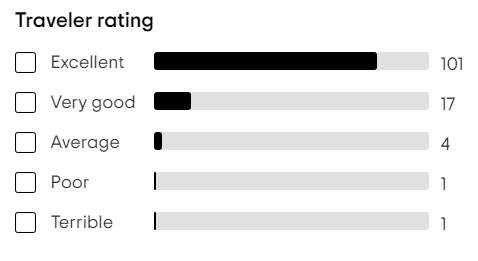 Traveler rating
Excellent 101
Very good 17
Average 4
Poor 1
Terrible 1